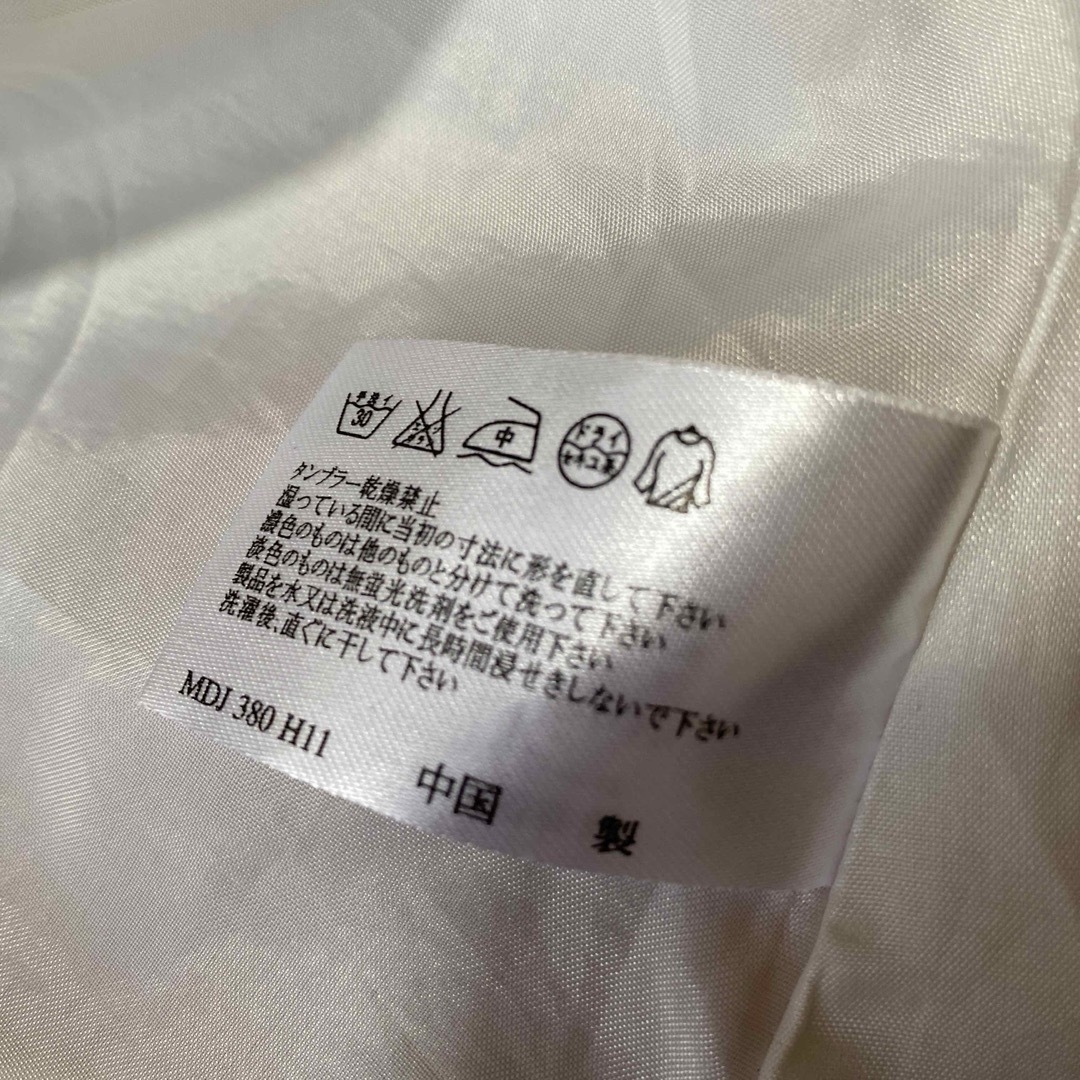 手洗イ 30 中 ドライ セキユ系
タンブラー乾燥禁止
湿っている間に当初の寸法に形を直して下さい
濃色のものは他のものと分けて洗って下さい
淡色のものは無蛍光洗剤をご使用下さい
製品を水又は洗液中に長時間浸せきしないで下さい
洗濯後、直ぐに干して下さい
MDJ 380 H11
中国 製